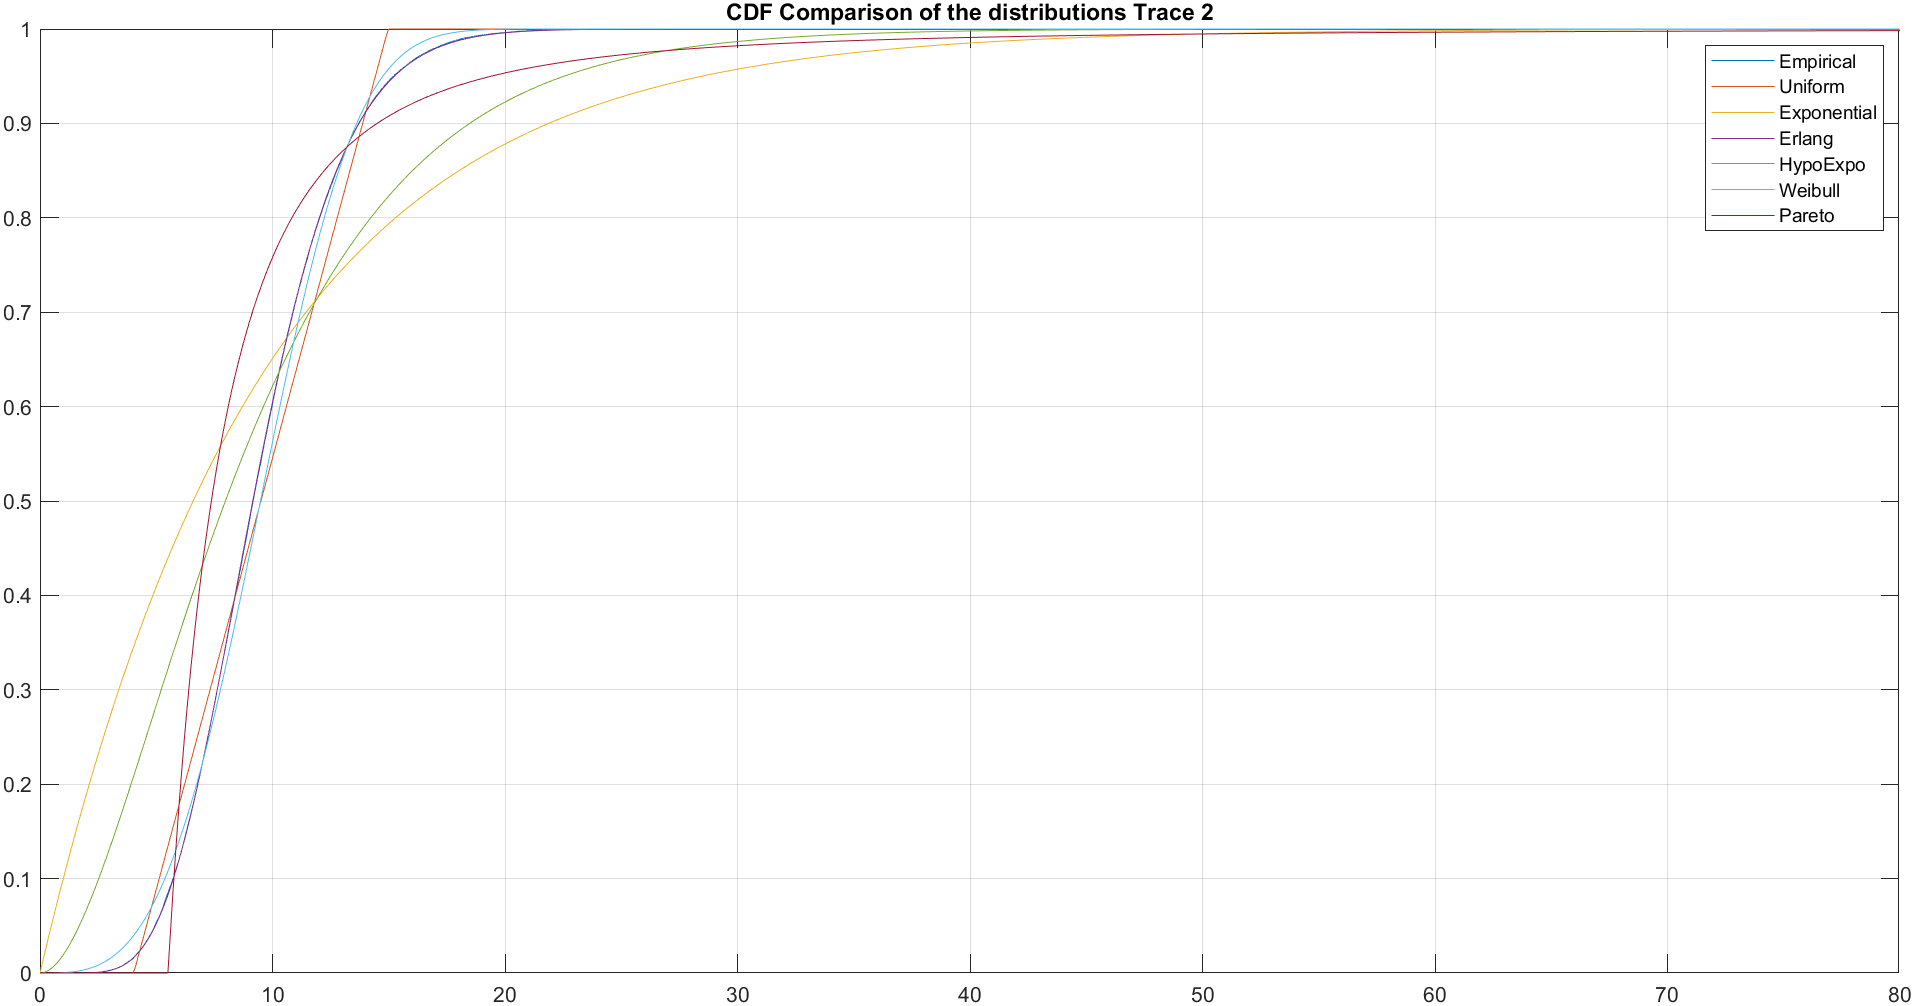 CDF Comparison of the distributions Trace 2
1
0.9
0.8
0.7
0.6
0.5
0.4
0.3
0.2
0.1
0
Empirical
Uniform
Exponential
Erlang
HypoExpo
Weibull
Pareto
0 10 20 30 40 50 60 70 80